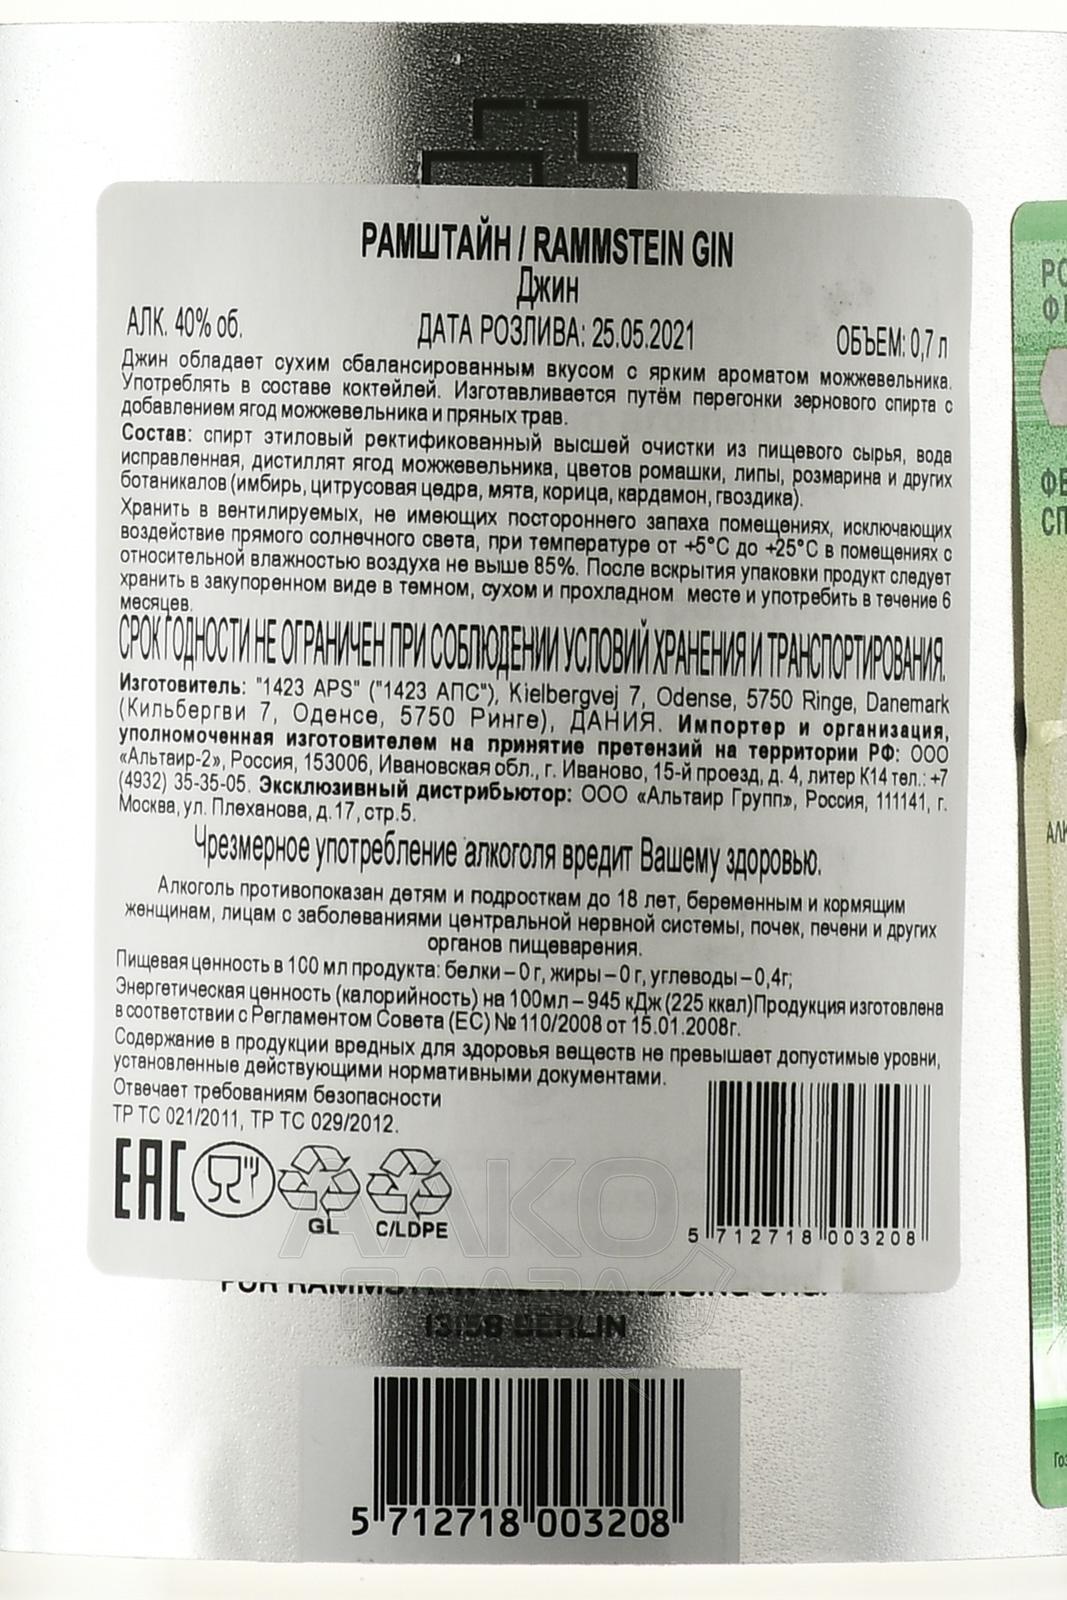 РАМШТАЙН / RAMMSTEIN GIN
Джин
АЛК. 40% об.
ДАТА РОЗЛИВА: 25.05.2021
ОБЪЕМ: 0,7 л
Джин обладает сухим сбалансированным вкусом с ярким ароматом можжевельника.
Употреблять в составе коктейлей. Изготавливается путём перегонки зернового спирта с
добавлением ягод можжевельника и пряных трав.
Состав: спирт этиловый ректификованный высшей очистки из пищевого сырья, вода
исправленная, дистиллят ягод можжевельника, цветов ромашки, липы, розмарина и других
ботаникалов (имбирь, цитрусовая цедра, мята, корица, кардамон, гвоздика).
Хранить в вентилируемых, не имеющих постороннего запаха помещениях, исключающих
воздействие прямого солнечного света, при температуре от +5°С до +25°С в помещениях с
относительной влажностью воздуха не выше 85%. После вскрытия упаковки продукт следует
хранить в закупоренном виде в темном, сухом и прохладном месте и употребить в течение 6
месяцев.
СРОК ГОДНОСТИ НЕ ОГРАНИЧЕН ПРИ СОБЛЮДЕНИИ УСЛОВИЙ ХРАНЕНИЯ И ТРАНСПОРТИРОВАНИЯ.
Изготовитель: "1423 APS" ("1423 АПС"), Kielbergvej 7, Odense, 5750 Ringe, Danemark
(Кильбергви 7, Оденсе, 5750 Ринге), ДАНИЯ. Импортер и организация,
уполномоченная изготовителем на принятие претензий на территории РФ: ООО
«Альтаир-2», Россия, 153006, Ивановская обл., г. Иваново, 15-й проезд, д. 4, литер К14 тел.: +7
(4932) 35-35-05. Эксклюзивный дистрибьютор: ООО «Альтаир Групп», Россия, 111141, г.
Москва, ул. Плеханова, д.17, стр.5.
Чрезмерное употребление алкоголя вредит Вашему здоровью.
Алкоголь противопоказан детям и подросткам до 18 лет, беременным и кормящим
женщинам, лицам с заболеваниями центральной нервной системы, почек, печени и других
органов пищеварения.
Пищевая ценность в 100 мл продукта: белки – 0 г, жиры – 0 г, углеводы – 0,4г;
Энергетическая ценность (калорийность) на 100мл – 945 кДж (225 ккал)Продукция изготовлена
в соответствии с Регламентом Совета (ЕС) № 110/2008 от 15.01.2008г.
Содержание в продукции вредных для здоровья веществ не превышает допустимые уровни,
установленные действующими нормативными документами.
Отвечает требованиям безопасности
ТР ТС 021/2011, ТР ТС 029/2012.
EAC
GL
C/LDPE
5 712718 003208
АЛКО
ПЛАЗА
13158 BERLIN
5 712718 003208